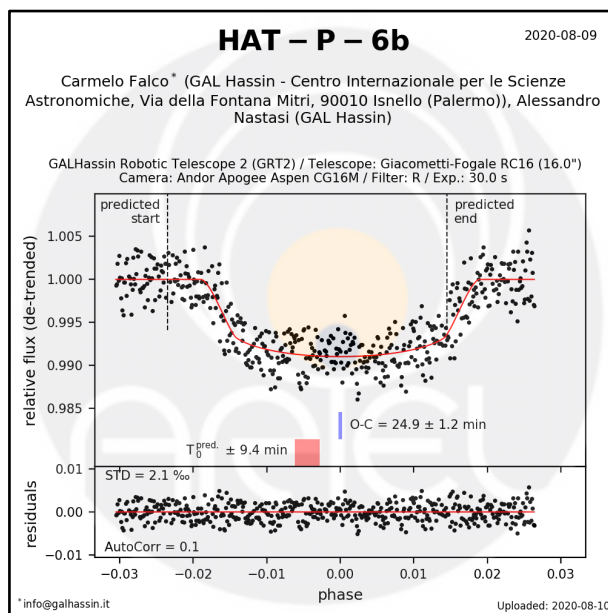 HAT − P − 6b
2020-08-09
Carmelo Falco* (GAL Hassin - Centro Internazionale per le Scienze
Astronomiche, Via della Fontana Mitri, 90010 Isnello (Palermo)), Alessandro
Nastasi (GAL Hassin)
GALHassin Robotic Telescope 2 (GRT2) / Telescope: Giacometti-Fogale RC16 (16.0")
Camera: Andor Apogee Aspen CG16M / Filter: R / Exp.: 30.0 s
predicted
start
predicted
end
relative flux (de-trended)
1.005
1.000
0.995
0.990
0.985
O-C = 24.9 ± 1.2 min
T₀^pred. ± 9.4 min
residuals
0.01
0.00
−0.01
STD = 2.1 ‰
AutoCorr = 0.1
−0.03
−0.02
−0.01
0.00
0.01
0.02
0.03
phase
*info@galhassin.it
Uploaded: 2020-08-10